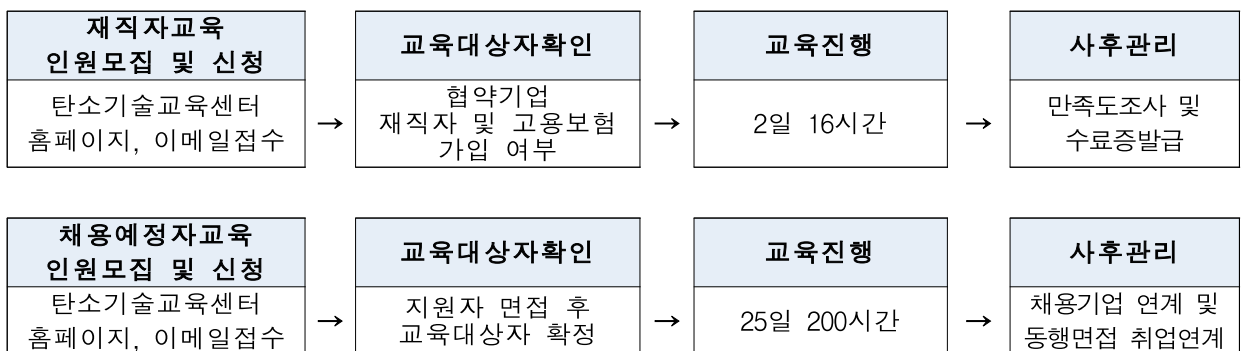 재직자교육
인원모집 및 신청
탄소기술교육센터
홈페이지, 이메일접수
→
교육대상자확인
협약기업
재직자 및 고용보험
가입 여부
→
교육진행
2일 16시간
→
사후관리
만족도조사 및
수료증발급
채용예정자교육
인원모집 및 신청
탄소기술교육센터
홈페이지, 이메일접수
→
교육대상자확인
지원자 면접 후
교육대상자 확정
→
교육진행
25일 200시간
→
사후관리
채용기업 연계 및
동행면접 취업연계